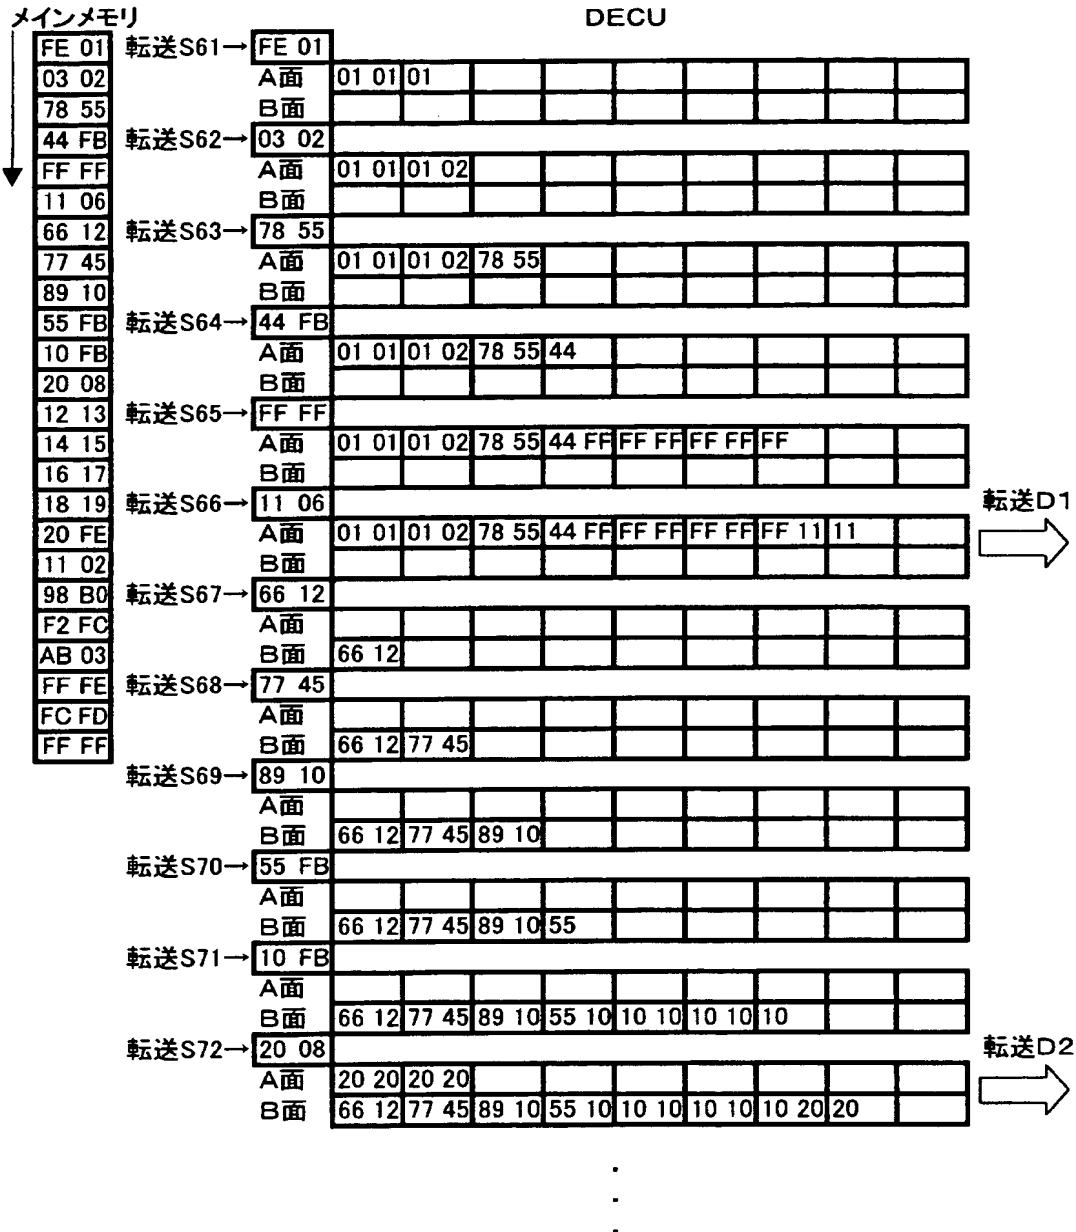 メインメモリ DECU
FE 01 転送S61→ FE 01
03 02 A面 01 01 01
78 55 B面
44 FB 転送S62→ 03 02
FF FF A面 01 01 01 02
11 06 B面
66 12 転送S63→ 78 55
77 45 A面 01 01 01 02 78 55
89 10 B面
55 FB 転送S64→ 44 FB
10 FB A面 01 01 01 02 78 55 44
20 08 B面
12 13 転送S65→ FF FF
14 15 A面 01 01 01 02 78 55 44 FF FF FF FF FF FF
16 17 B面
18 19 転送S66→ 11 06 転送D1
20 FE A面 01 01 01 02 78 55 44 FF FF FF FF FF FF 11 11
11 02 B面
98 B0 転送S67→ 66 12
F2 FC A面
AB 03 B面 66 12
FF FE 転送S68→ 77 45
FC FD A面
FF FF B面 66 12 77 45
転送S69→ 89 10
A面
B面 66 12 77 45 89 10
転送S70→ 55 FB
A面
B面 66 12 77 45 89 10 55
転送S71→ 10 FB
A面
B面 66 12 77 45 89 10 55 10 10 10 10 10 10
転送S72→ 20 08 転送D2
A面 20 20 20 20
B面 66 12 77 45 89 10 55 10 10 10 10 10 10 20 20